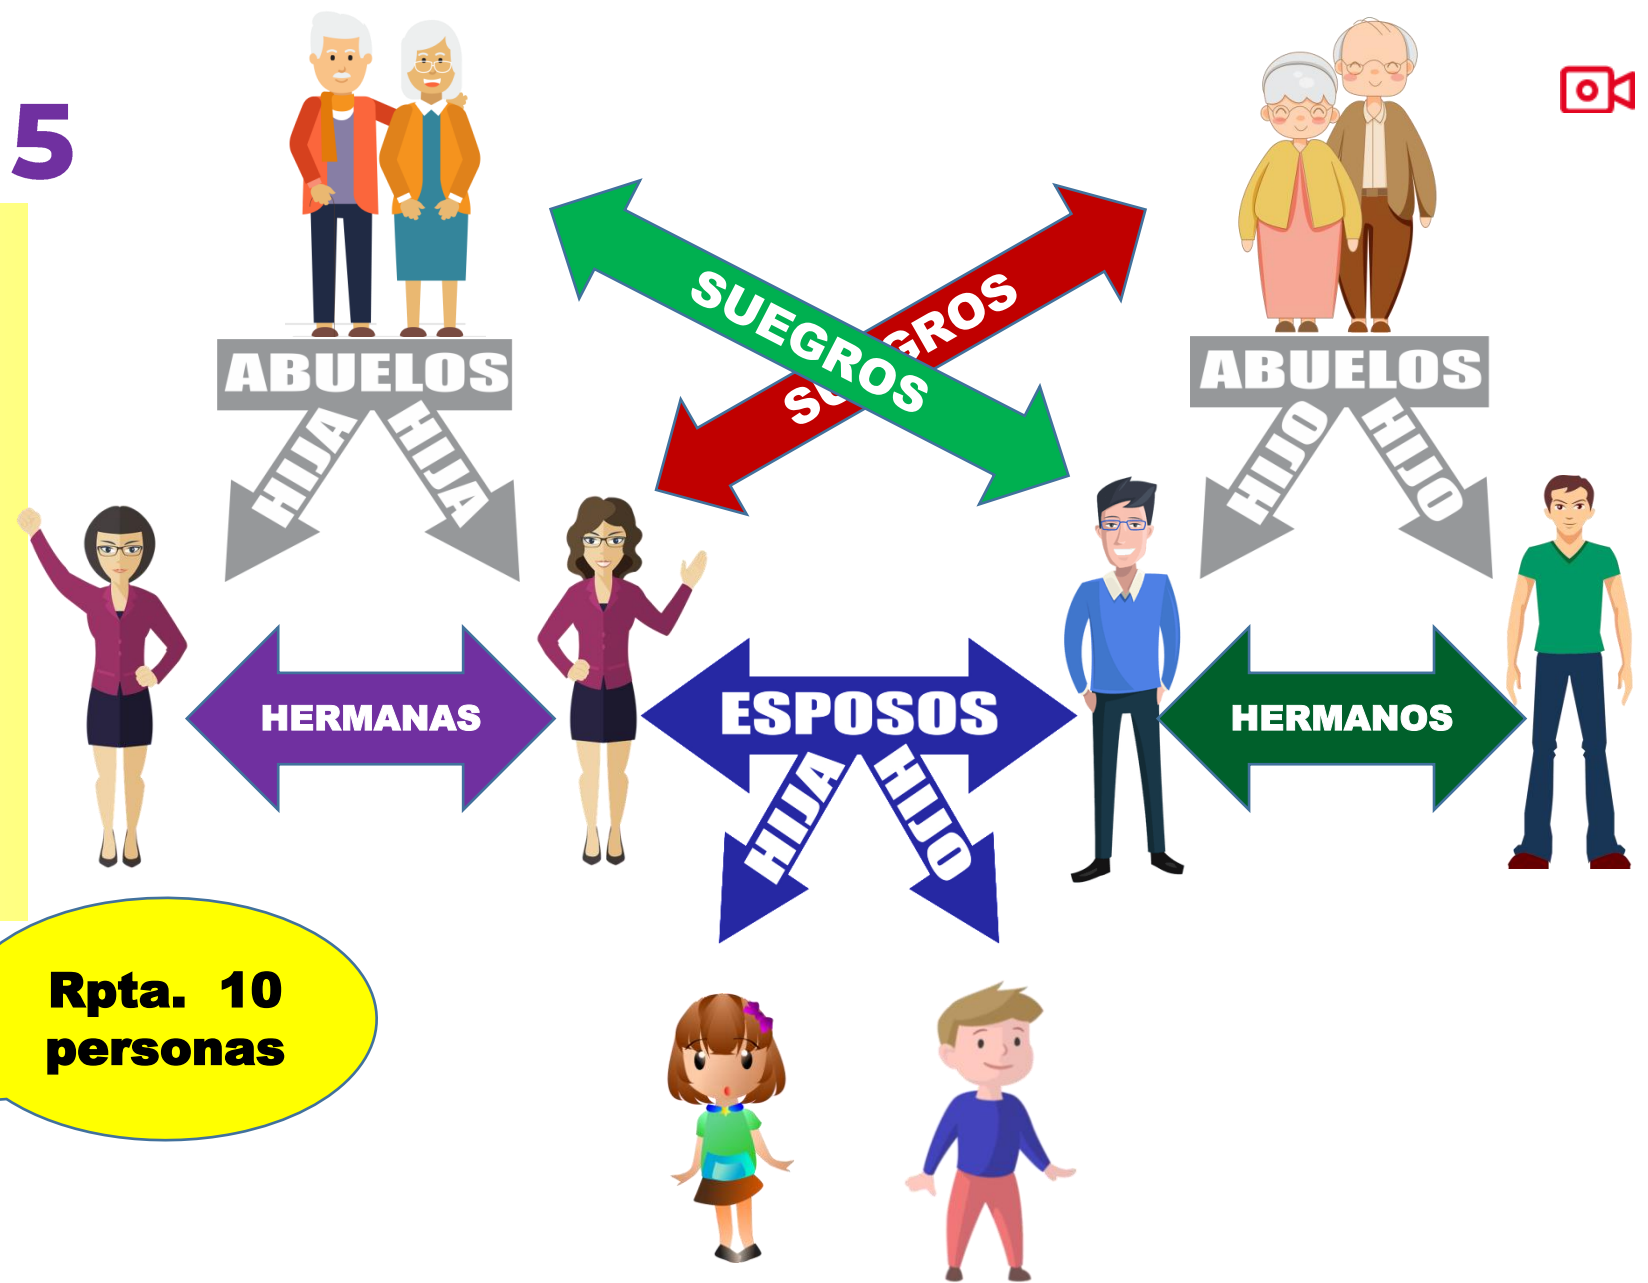 5
SUEGROS
SUEGROS
ABUELOS
ABUELOS
HIJA
HIJA
HIJO
HIJO
HERMANAS
ESPOSOS
HERMANOS
HIJA
HIJO
Rpta. 10
personas